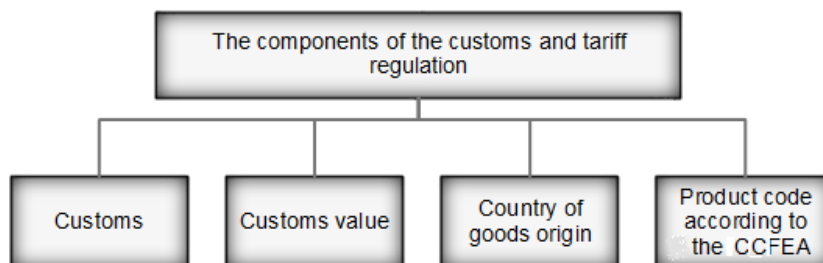 The components of the customs and tariff
regulation
Customs
Customs value
Country of
goods origin
Product code
according to
the CCFEA